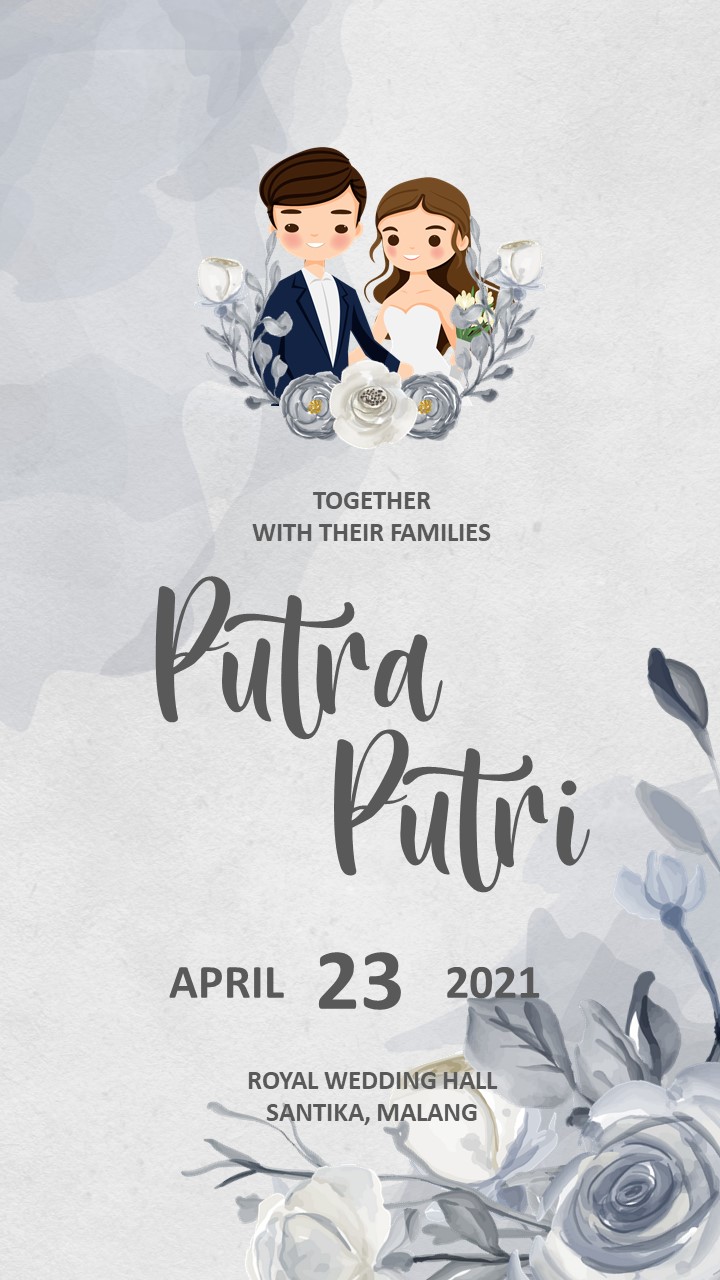 TOGETHER
WITH THEIR FAMILIES
Putra
Putri
APRIL 23 2021
ROYAL WEDDING HALL
SANTIKA, MALANG